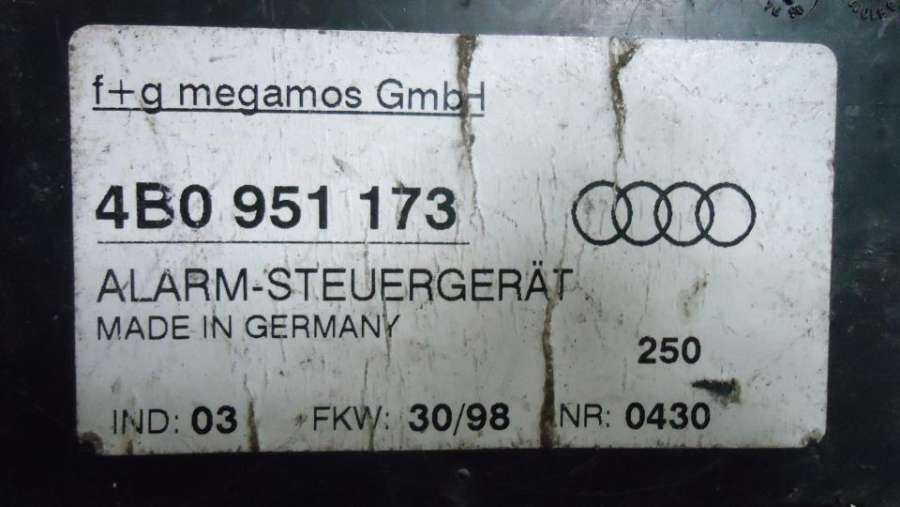 f+g megamos GmbH
4B0 951 173
ALARM-STEUERGERÄT
MADE IN GERMANY
250
IND: 03 FKW: 30/98 NR: 0430